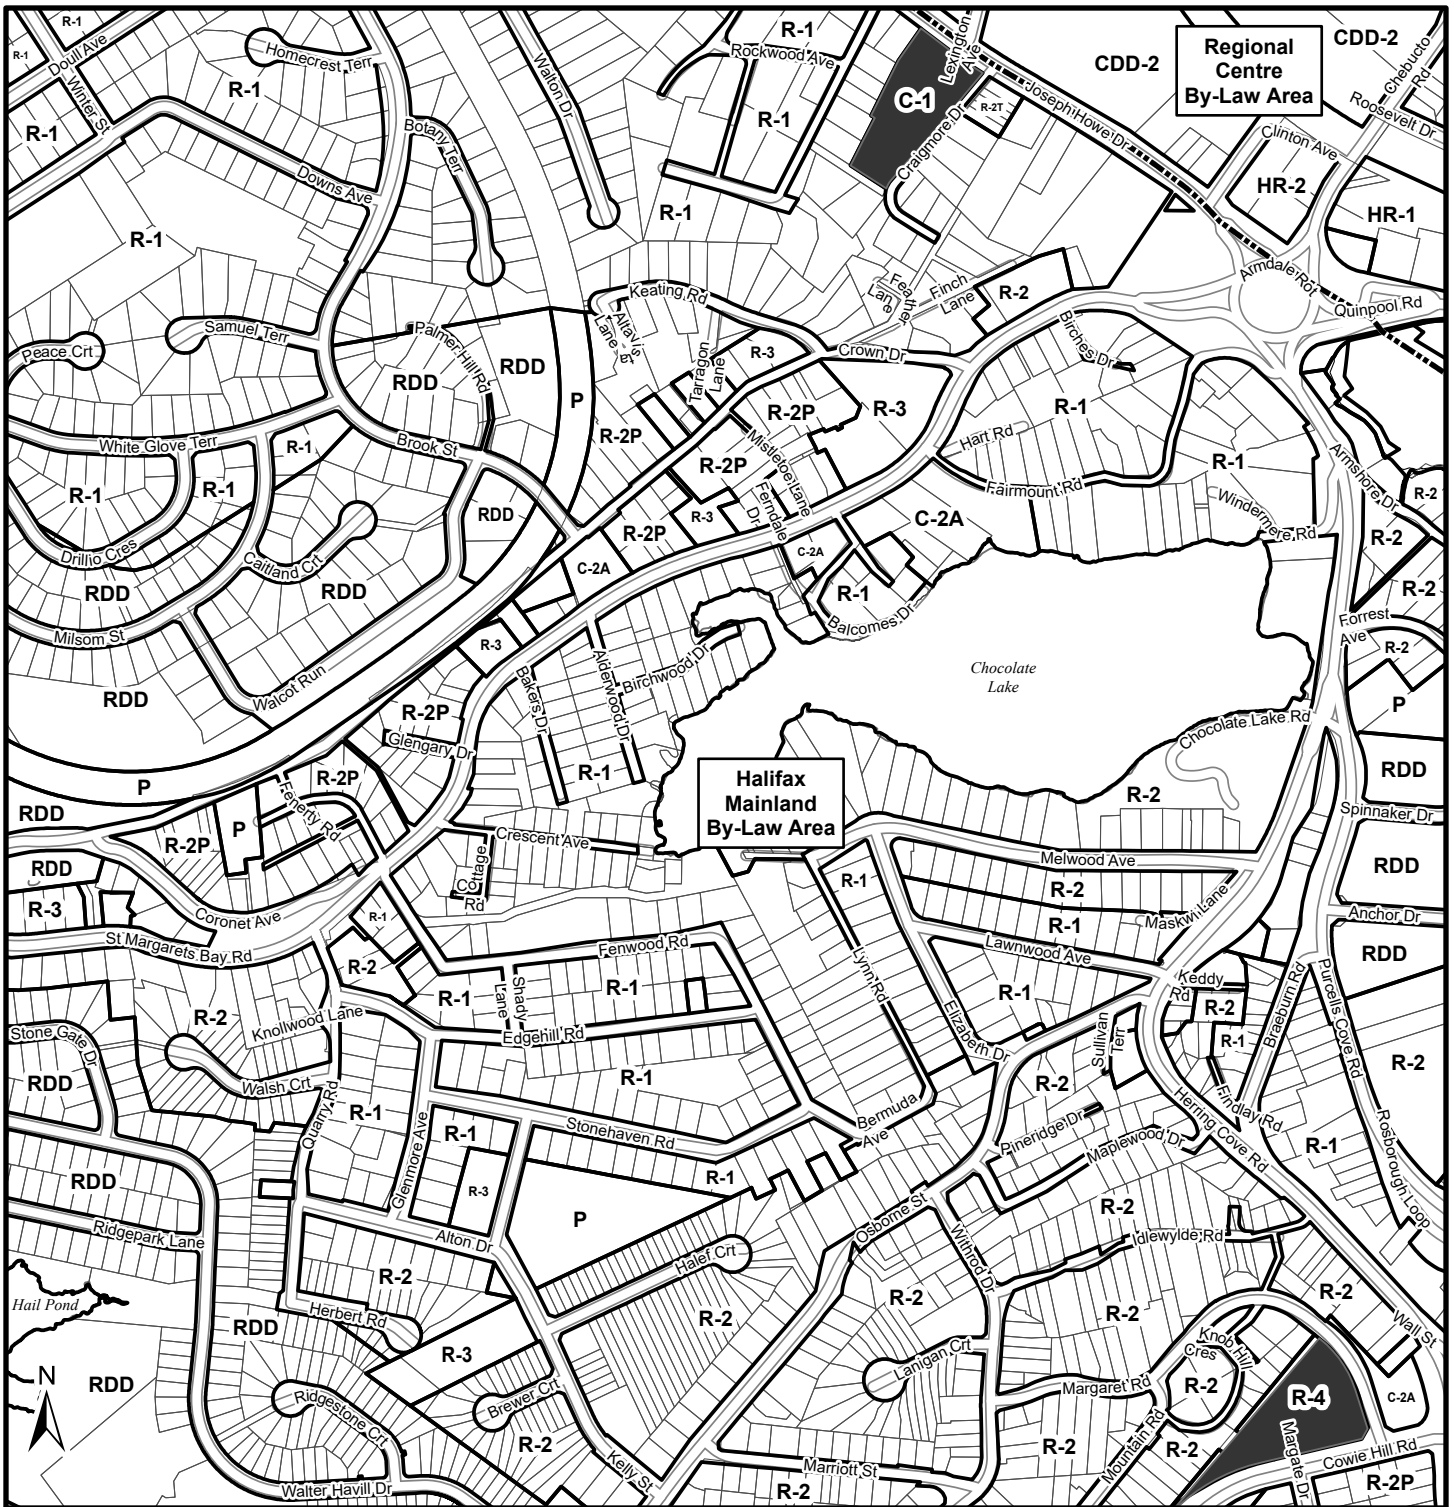 R-1
R-1
Doull Ave
Winter St
Homecrest Terr
R-1
R-1
Walton Dr
R-1
Rockwood Ave
R-1
Lexington
Ave
C-1
R-2T
Craigmore Dr
Joseph Howe Dr
CDD-2
Regional
Centre
By-Law Area
CDD-2
Chebucto
Rd
Roosevelt Dr
Clinton Ave
HR-2
HR-1
Botany Terr
Downs Ave
R-1
R-1
Armdale Rot
Quinpool Rd
Keating Rd
Feather
Lane
Finch
Lane
R-2
Birches Dr
Samuel Terr
Peace Crt
Palmer Hill Rd
RDD
RDD
P
Tarragon
Lane
R-3
Crown Dr
R-2P
R-2P
R-3
R-1
Hart Rd
White Glove Terr
R-1
Brook St
Mistletoe Lane
R-2P
R-1
R-1
R-1
Fairmount Rd
Windermere Rd
Armshore Dr
R-2
R-2
R-2
RDD
R-3
Ferndale
Dr
R-2P
C-2A
C-2A
C-2A
Drillio Cres
RDD
Caitland Crt
RDD
Milsom St
R-1
Balcomes Dr
Forrest
Ave
R-2
P
R-3
Bakers Dr
Alderwood Dr
Birchwood Dr
Chocolate
Lake
Walcot Run
RDD
R-2P
Glengary Dr
Chocolate Lake Rd
RDD
P
R-2P
R-1
Halifax
Mainland
By-Law Area
R-2
Spinnaker Dr
RDD
Fenerty Rd
P
R-2P
Crescent Ave
Cottage
Rd
Melwood Ave
RDD
RDD
R-1
R-2
Maskwi Lane
R-3
Coronet Ave
R-1
R-1
Anchor Dr
St Margarets Bay Rd
Fenwood Rd
Lynn Rd
Lawnwood Ave
RDD
R-2
R-1
Shady
Lane
R-1
R-1
Keddy
Rd
R-2
Braeburn Rd
Purcells Cove Rd
R-2
Knollwood Lane
Edgehill Rd
Elizabeth Dr
Sullivan
Terr
R-1
R-2
Stone Gate Dr
RDD
Walsh Crt
Quarry Rd
R-1
R-1
R-2
Findlay Rd
Herring Cove Rd
Glenmore Ave
R-1
Stonehaven Rd
Bermuda
Ave
Pineridge Dr
Maplewood Dr
R-1
Rosborough Loop
RDD
R-3
R-1
P
Ridgepark Lane
Alton Dr
Osborne St
Withrod Dr
R-2
Idlewylde Rd
Halef Crt
R-2
Hail Pond
Herbert Rd
RDD
R-2
R-2
R-2
R-2
Wall St
R-3
Lanigan Crt
Knob Hill
Cres
N
RDD
Ridgestone Crt
Brewer Crt
Margaret Rd
R-2
R-4
C-2A
R-2
R-2
Mountain Rd
R-2
Margate Dr
Cowie Hill Rd
R-2P
Kelly St
Marriott St
R-2
Walter Havill Dr